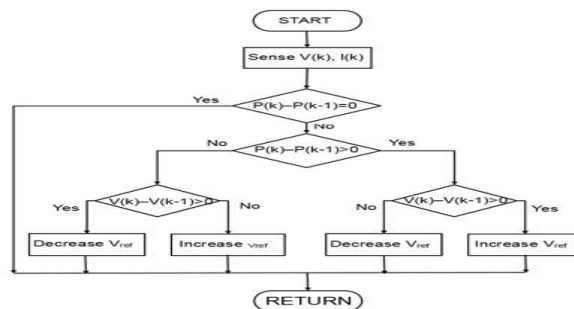 START
Sense V(k), I(k)
Yes
P(k)–P(k-1)=0
No
No
P(k)–P(k-1)>0
Yes
V(k)–V(k-1)>0
V(k)–V(k-1)>0
Yes
No
No
Yes
Decrease Vref
Increase Vref
Decrease Vref
Increase Vref
RETURN